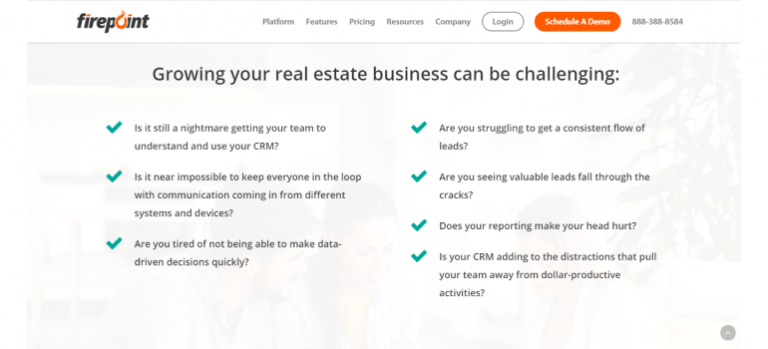 firepoint
Platform Features Pricing Resources Company Login Schedule A Demo 888-388-8584
Growing your real estate business can be challenging:
Is it still a nightmare getting your team to
understand and use your CRM?
Is it near impossible to keep everyone in the loop
with communication coming in from different
systems and devices?
Are you tired of not being able to make data-
driven decisions quickly?
Are you struggling to get a consistent flow of
leads?
Are you seeing valuable leads fall through the
cracks?
Does your reporting make your head hurt?
Is your CRM adding to the distractions that pull
your team away from dollar-productive
activities?